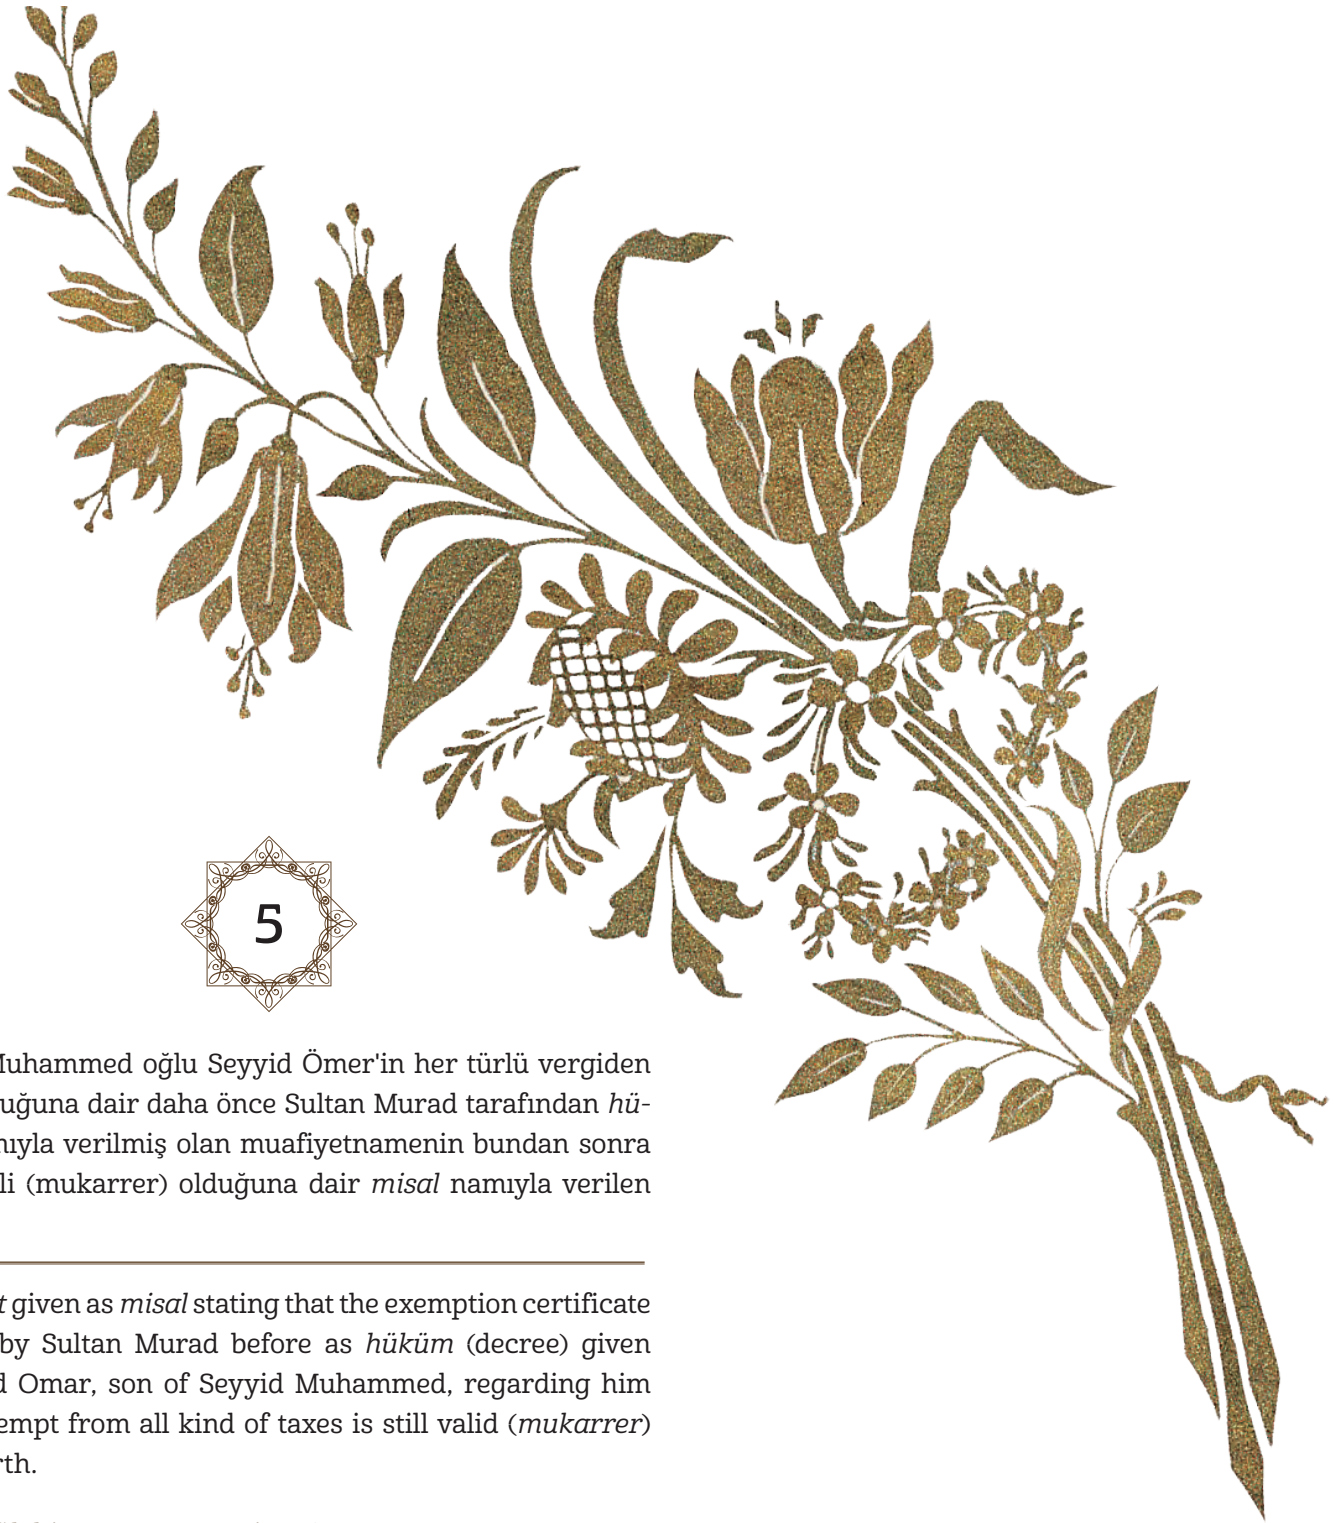 5
Muhammed oğlu Seyyid Ömer'in her türlü vergiden
uğuna dair daha önce Sultan Murad tarafından hü-
mıyla verilmiş olan muafiyetnamenin bundan sonra
li (mukarrer) olduğuna dair misal namıyla verilen
t given as misal stating that the exemption certificate
by Sultan Murad before as hüküm (decree) given
d Omar, son of Seyyid Muhammed, regarding him
empt from all kind of taxes is still valid (mukarrer)
rth.